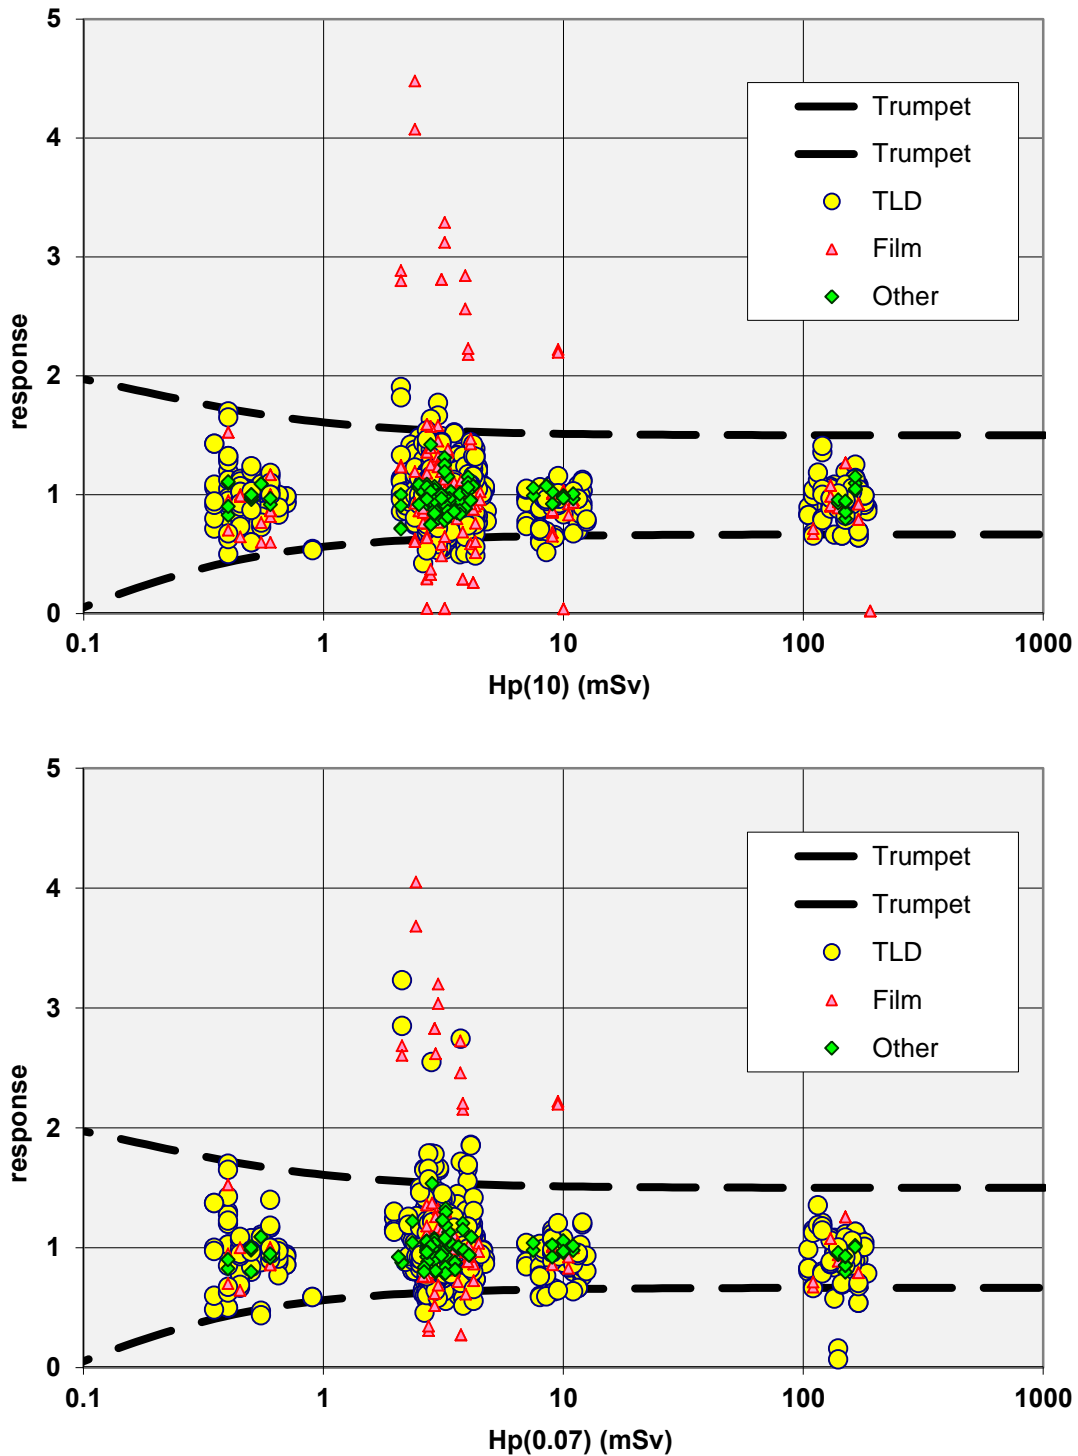 5
4
3
2
1
0
response
0.1 1 10 100 1000
Hp(10) (mSv)
Trumpet
Trumpet
TLD
Film
Other
5
4
3
2
1
0
response
0.1 1 10 100 1000
Hp(0.07) (mSv)
Trumpet
Trumpet
TLD
Film
Other